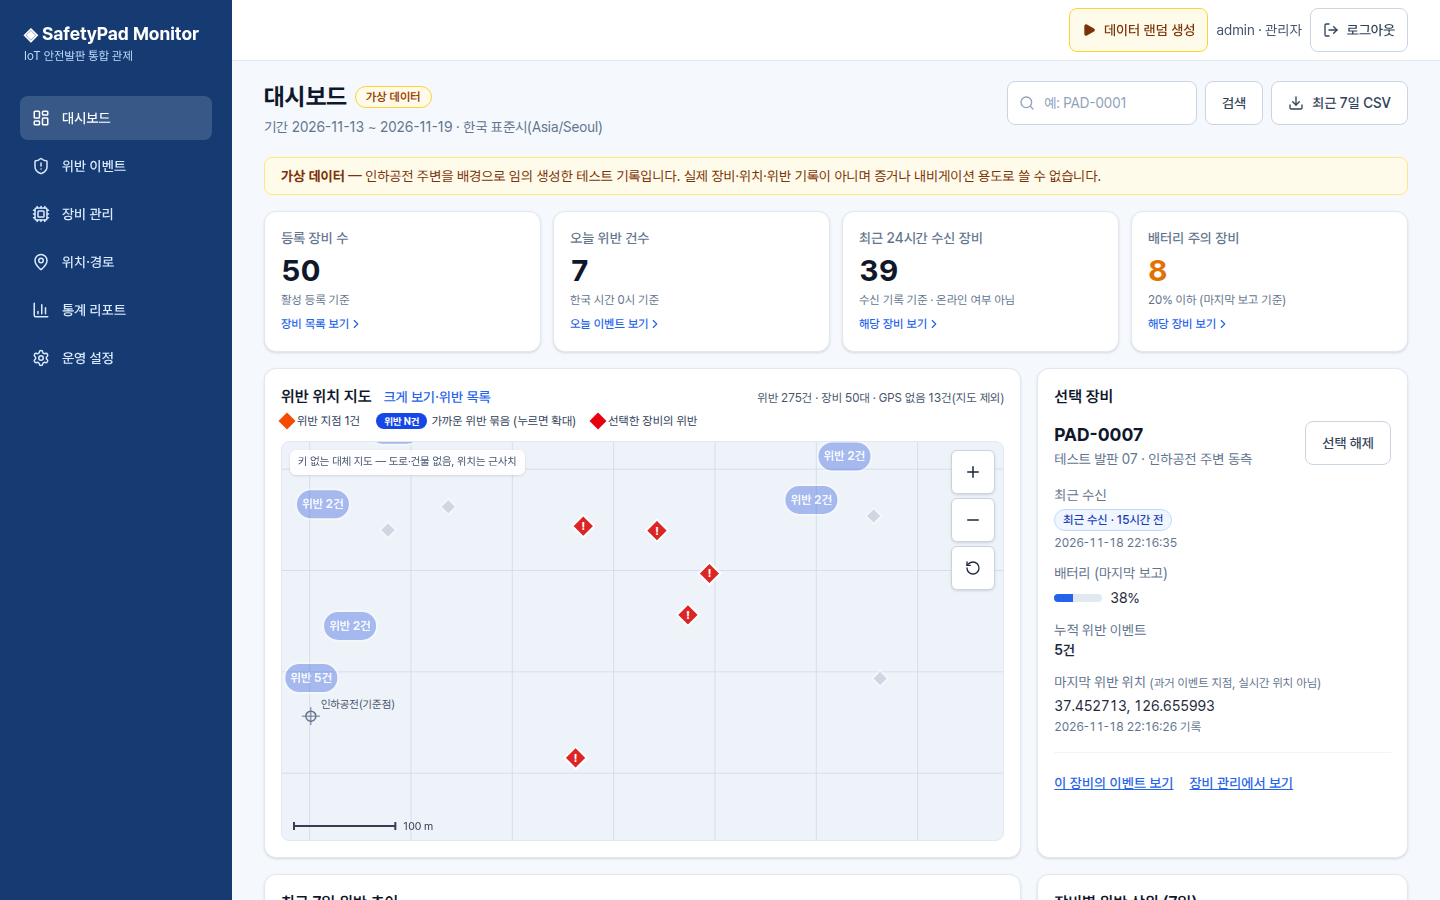 ◈ SafetyPad Monitor
IoT 안전발판 통합 관제
대시보드
위반 이벤트
장비 관리
위치·경로
통계 리포트
운영 설정
데이터 랜덤 생성
admin · 관리자
로그아웃
대시보드
가상 데이터
기간 2026-11-13 ~ 2026-11-19 · 한국 표준시(Asia/Seoul)
예: PAD-0001
검색
최근 7일 CSV
가상 데이터 — 인하공전 주변을 배경으로 임의 생성한 테스트 기록입니다. 실제 장비·위치·위반 기록이 아니며 증거나 내비게이션 용도로 쓸 수 없습니다.
등록 장비 수
50
활성 등록 기준
장비 목록 보기
오늘 위반 건수
7
한국 시간 0시 기준
오늘 이벤트 보기
최근 24시간 수신 장비
39
수신 기록 기준 · 온라인 여부 아님
해당 장비 보기
배터리 주의 장비
8
20% 이하 (마지막 보고 기준)
해당 장비 보기
위반 위치 지도
크게 보기·위반 목록
위반 275건 · 장비 50대 · GPS 없음 13건(지도 제외)
위반 지점 1건
위반 N건
가까운 위반 묶음 (누르면 확대)
선택한 장비의 위반
키 없는 대체 지도 — 도로·건물 없음, 위치는 근사치
위반 2건
위반 2건
위반 2건
위반 2건
위반 5건
인하공전(기준점)
100 m
선택 장비
PAD-0007
테스트 발판 07 · 인하공전 주변 동측
선택 해제
최근 수신
최근 수신 · 15시간 전
2026-11-18 22:16:35
배터리 (마지막 보고)
38%
누적 위반 이벤트
5건
마지막 위반 위치 (과거 이벤트 지점, 실시간 위치 아님)
37.452713, 126.655993
2026-11-18 22:16:26 기록
이 장비의 이벤트 보기
장비 관리에서 보기
최근 7일 위반 추이
장비별 위반 상위 (7일)